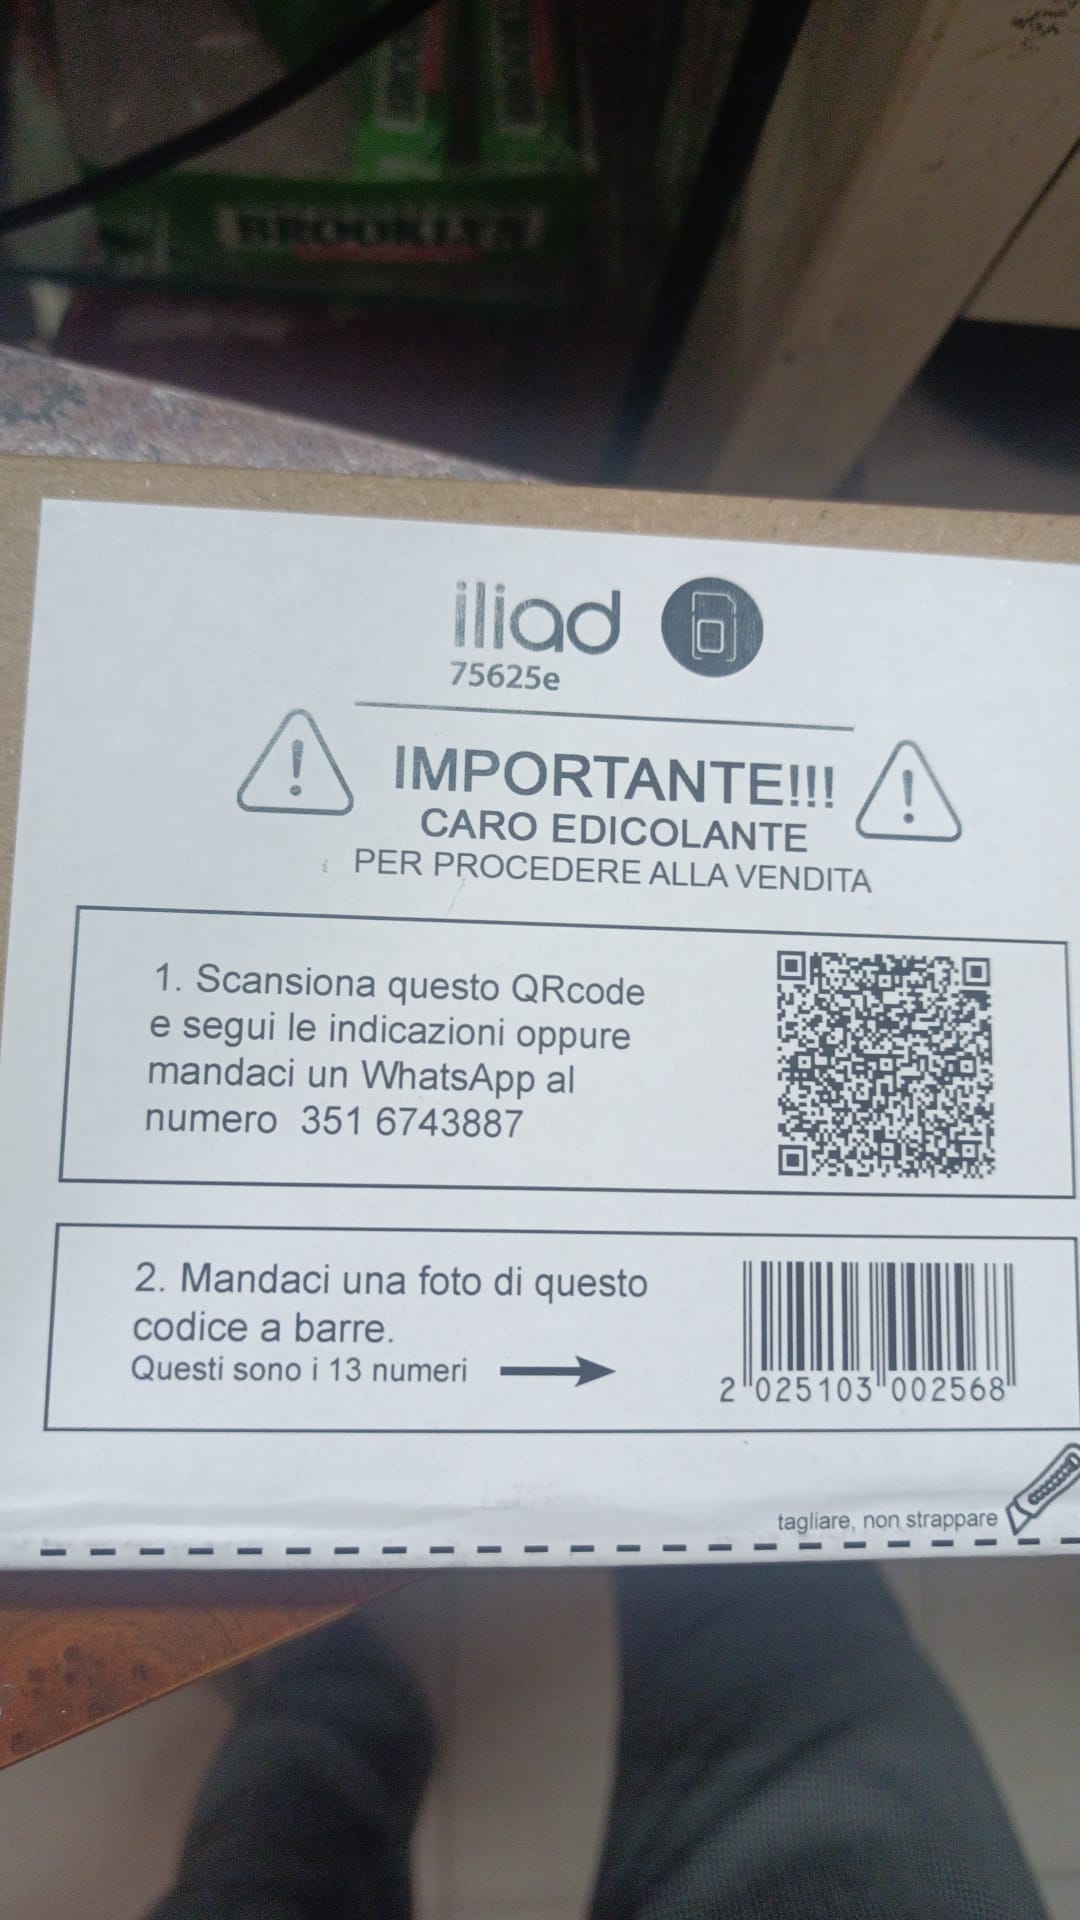 BROOKLYN
iliad
75625e
IMPORTANTE!!!
CARO EDICOLANTE
PER PROCEDERE ALLA VENDITA
1. Scansiona questo QRcode
e segui le indicazioni oppure
mandaci un WhatsApp al
numero 351 6743887
2. Mandaci una foto di questo
codice a barre.
Questi sono i 13 numeri
2 025103 002568
tagliare, non strappare